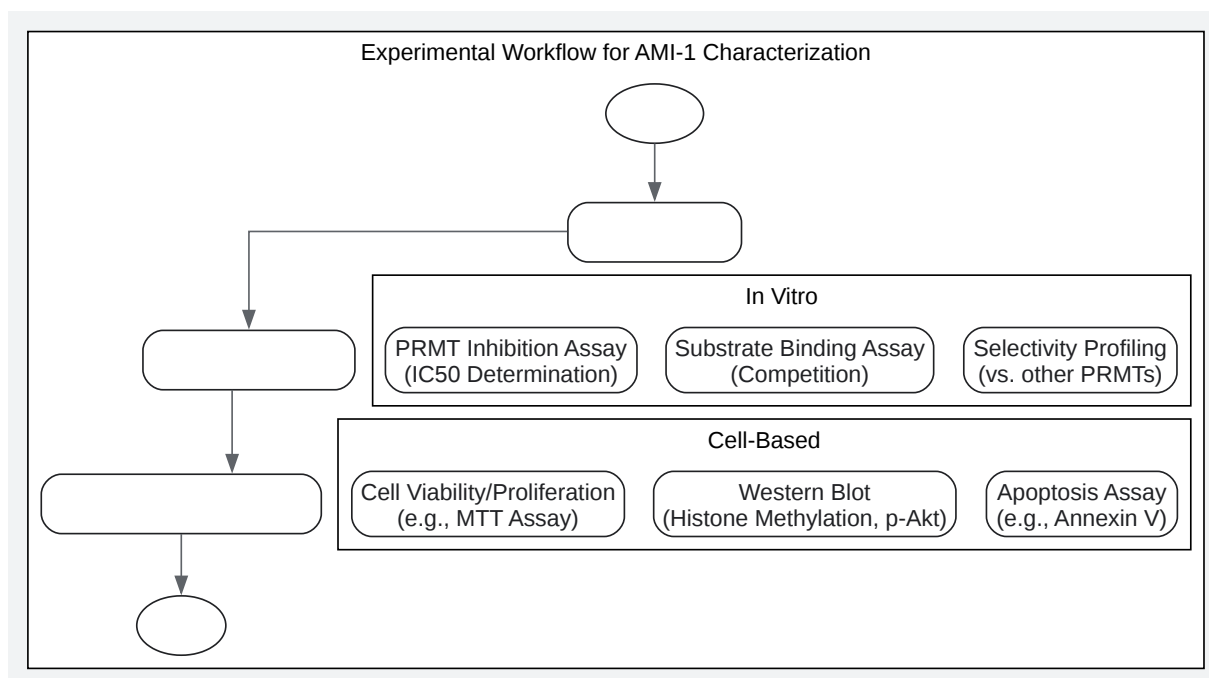 Experimental Workflow for AMI-1 Characterization
In Vitro
PRMT Inhibition Assay
(IC50 Determination)
Substrate Binding Assay
(Competition)
Selectivity Profiling
(vs. other PRMTs)
Cell-Based
Cell Viability/Proliferation
(e.g., MTT Assay)
Western Blot
(Histone Methylation, p-Akt)
Apoptosis Assay
(e.g., Annexin V)